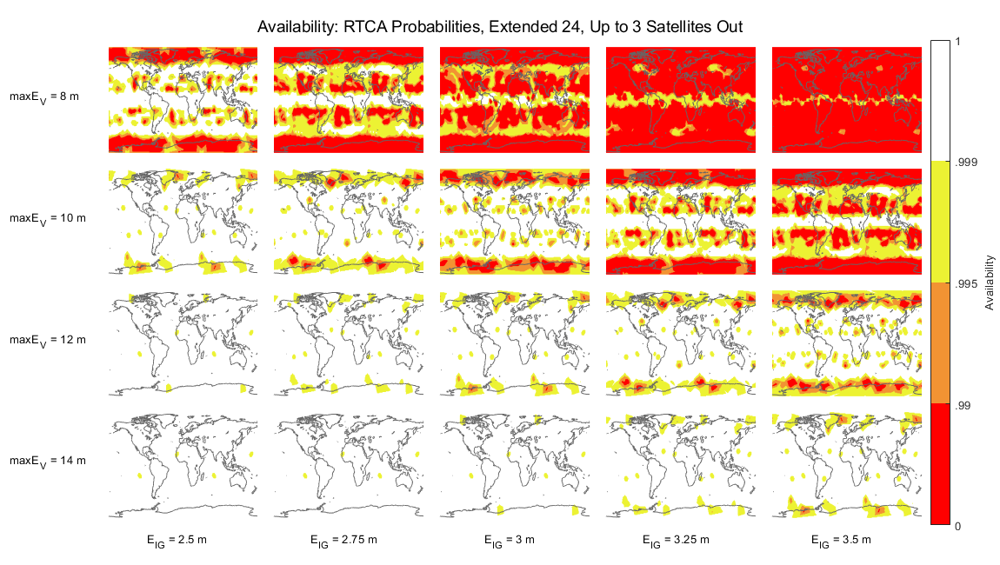 Availability: RTCA Probabilities, Extended 24, Up to 3 Satellites Out
maxE_V = 8 m
maxE_V = 10 m
maxE_V = 12 m
maxE_V = 14 m
E_IG = 2.5 m
E_IG = 2.75 m
E_IG = 3 m
E_IG = 3.25 m
E_IG = 3.5 m
1
.999
.995
.99
0
Availability